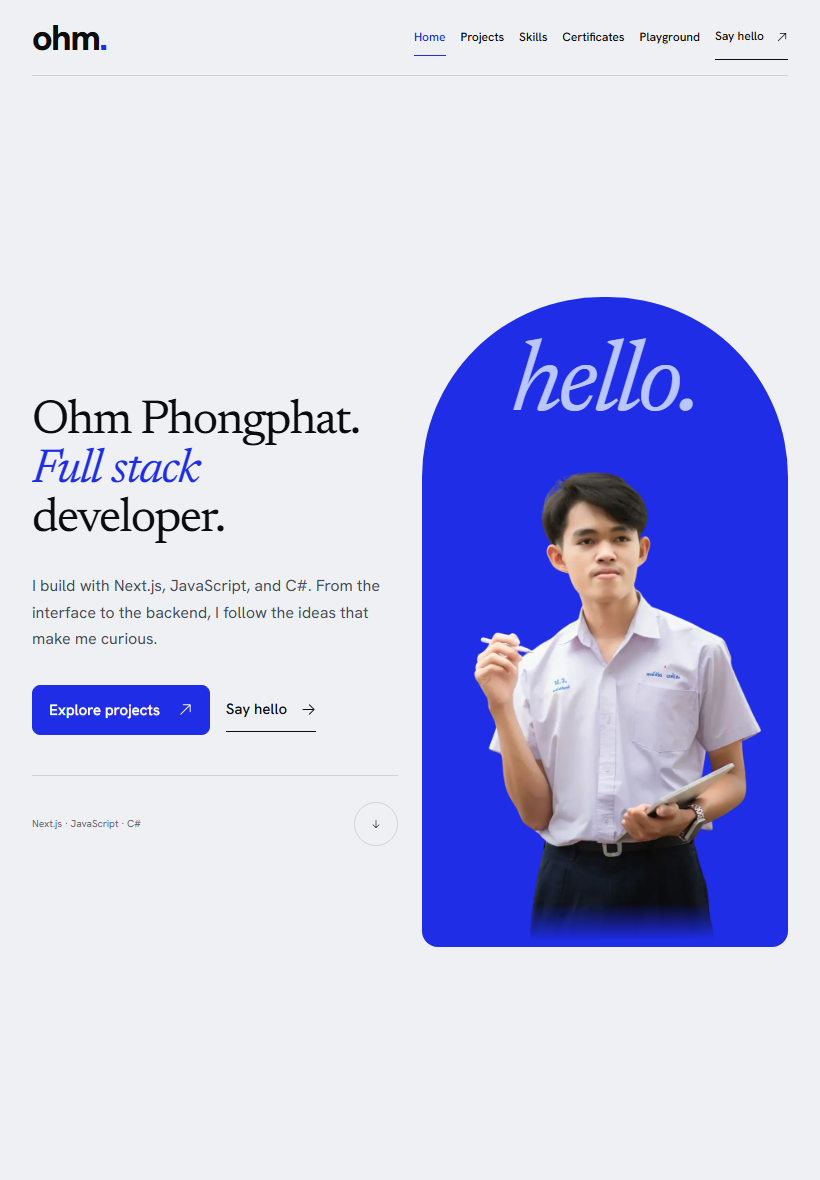 ohm.
Home Projects Skills Certificates Playground Say hello
hello.
Ohm Phongphat.
Full stack
developer.
I build with Next.js, JavaScript, and C#. From the
interface to the backend, I follow the ideas that
make me curious.
Explore projects Say hello
Next.js · JavaScript · C#